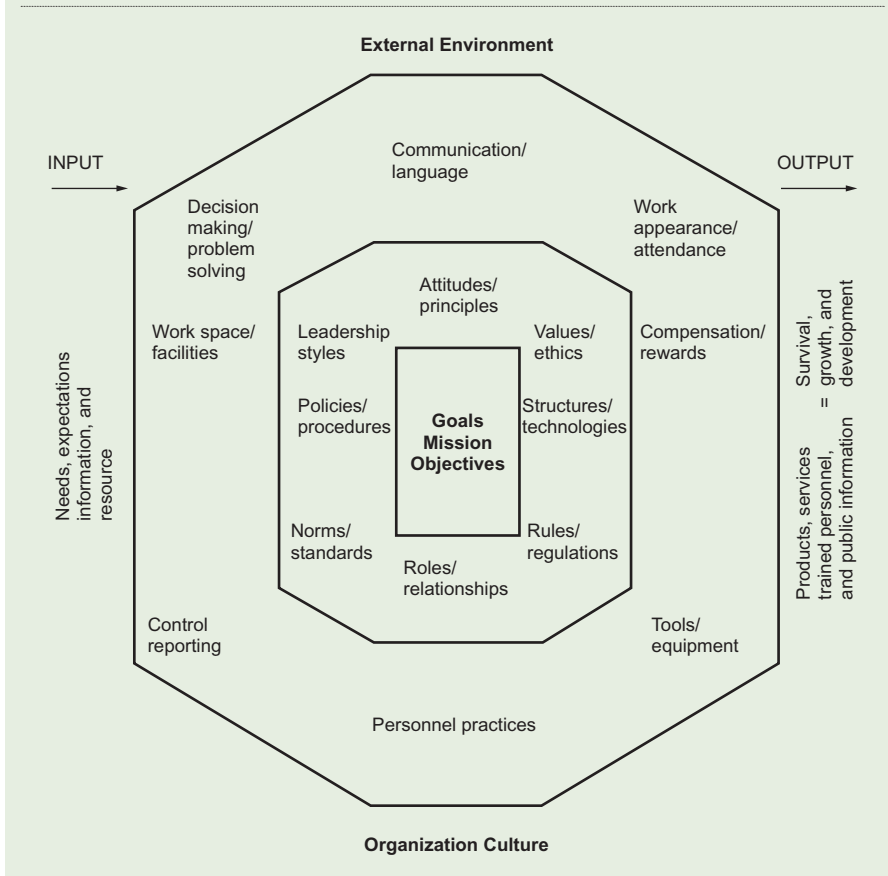 External Environment
INPUT
OUTPUT
Communication/
language
Decision
making/
problem
solving
Work
appearance/
attendance
Attitudes/
principles
Work space/
facilities
Leadership
styles
Values/
ethics
Compensation/
rewards
Policies/
procedures
Goals
Mission
Objectives
Structures/
technologies
Needs, expectations
information, and
resource
Products, services
trained personnel,
and public information
=
Survival,
growth, and
development
Norms/
standards
Roles/
relationships
Rules/
regulations
Control
reporting
Tools/
equipment
Personnel practices
Organization Culture